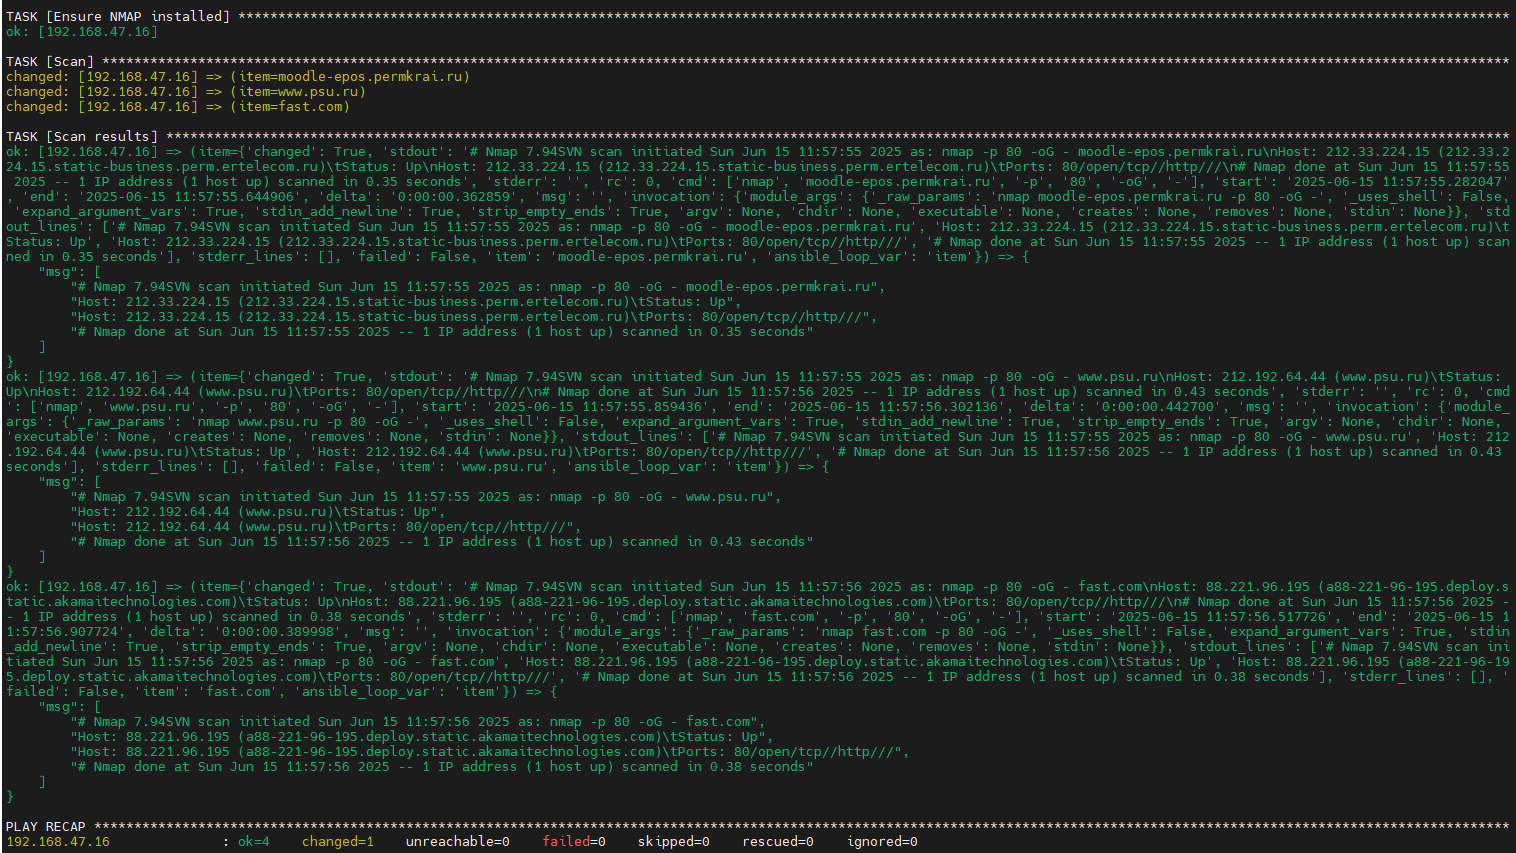 TASK [Ensure NMAP installed] ***************************************************************************************************************************************************************
ok: [192.168.47.16]
TASK [Scan] ********************************************************************************************************************************************************************************
changed: [192.168.47.16] => (item=moodle-epos.permkrai.ru)
changed: [192.168.47.16] => (item=www.psu.ru)
changed: [192.168.47.16] => (item=fast.com)
TASK [Scan results] ************************************************************************************************************************************************************************
ok: [192.168.47.16] => (item={'changed': True, 'stdout': '# Nmap 7.94SVN scan initiated Sun Jun 15 11:57:55 2025 as: nmap -p 80 -oG - moodle-epos.permkrai.ru\nHost: 212.33.224.15 (212.33.2
24.15.static-business.perm.ertelecom.ru)\tStatus: Up\nHost: 212.33.224.15 (212.33.224.15.static-business.perm.ertelecom.ru)\tPorts: 80/open/tcp//http///\n# Nmap done at Sun Jun 15 11:57:55
 2025 -- 1 IP address (1 host up) scanned in 0.35 seconds', 'stderr': '', 'rc': 0, 'cmd': ['nmap', 'moodle-epos.permkrai.ru', '-p', '80', '-oG', '-'], 'start': '2025-06-15 11:57:55.282047'
, 'end': '2025-06-15 11:57:55.644906', 'delta': '0:00:00.362859', 'msg': '', 'invocation': {'module_args': {'_raw_params': 'nmap moodle-epos.permkrai.ru -p 80 -oG -', '_uses_shell': False,
 'expand_argument_vars': True, 'stdin_add_newline': True, 'strip_empty_ends': True, 'argv': None, 'chdir': None, 'executable': None, 'creates': None, 'removes': None, 'stdin': None}}, 'std
out_lines': ['# Nmap 7.94SVN scan initiated Sun Jun 15 11:57:55 2025 as: nmap -p 80 -oG - moodle-epos.permkrai.ru', 'Host: 212.33.224.15 (212.33.224.15.static-business.perm.ertelecom.ru)\t
Status: Up', 'Host: 212.33.224.15 (212.33.224.15.static-business.perm.ertelecom.ru)\tPorts: 80/open/tcp//http///', '# Nmap done at Sun Jun 15 11:57:55 2025 -- 1 IP address (1 host up) scan
ned in 0.35 seconds'], 'stderr_lines': [], 'failed': False, 'item': 'moodle-epos.permkrai.ru', 'ansible_loop_var': 'item'}) => {
    "msg": [
        "# Nmap 7.94SVN scan initiated Sun Jun 15 11:57:55 2025 as: nmap -p 80 -oG - moodle-epos.permkrai.ru",
        "Host: 212.33.224.15 (212.33.224.15.static-business.perm.ertelecom.ru)\tStatus: Up",
        "Host: 212.33.224.15 (212.33.224.15.static-business.perm.ertelecom.ru)\tPorts: 80/open/tcp//http///",
        "# Nmap done at Sun Jun 15 11:57:55 2025 -- 1 IP address (1 host up) scanned in 0.35 seconds"
    ]
}
ok: [192.168.47.16] => (item={'changed': True, 'stdout': '# Nmap 7.94SVN scan initiated Sun Jun 15 11:57:55 2025 as: nmap -p 80 -oG - www.psu.ru\nHost: 212.192.64.44 (www.psu.ru)\tStatus: 
Up\nHost: 212.192.64.44 (www.psu.ru)\tPorts: 80/open/tcp//http///\n# Nmap done at Sun Jun 15 11:57:56 2025 -- 1 IP address (1 host up) scanned in 0.43 seconds', 'stderr': '', 'rc': 0, 'cmd
': ['nmap', 'www.psu.ru', '-p', '80', '-oG', '-'], 'start': '2025-06-15 11:57:55.859436', 'end': '2025-06-15 11:57:56.302136', 'delta': '0:00:00.442700', 'msg': '', 'invocation': {'module_
args': {'_raw_params': 'nmap www.psu.ru -p 80 -oG -', '_uses_shell': False, 'expand_argument_vars': True, 'stdin_add_newline': True, 'strip_empty_ends': True, 'argv': None, 'chdir': None, 
'executable': None, 'creates': None, 'removes': None, 'stdin': None}}, 'stdout_lines': ['# Nmap 7.94SVN scan initiated Sun Jun 15 11:57:55 2025 as: nmap -p 80 -oG - www.psu.ru', 'Host: 212
.192.64.44 (www.psu.ru)\tStatus: Up', 'Host: 212.192.64.44 (www.psu.ru)\tPorts: 80/open/tcp//http///', '# Nmap done at Sun Jun 15 11:57:56 2025 -- 1 IP address (1 host up) scanned in 0.43 
seconds'], 'stderr_lines': [], 'failed': False, 'item': 'www.psu.ru', 'ansible_loop_var': 'item'}) => {
    "msg": [
        "# Nmap 7.94SVN scan initiated Sun Jun 15 11:57:55 2025 as: nmap -p 80 -oG - www.psu.ru",
        "Host: 212.192.64.44 (www.psu.ru)\tStatus: Up",
        "Host: 212.192.64.44 (www.psu.ru)\tPorts: 80/open/tcp//http///",
        "# Nmap done at Sun Jun 15 11:57:56 2025 -- 1 IP address (1 host up) scanned in 0.43 seconds"
    ]
}
ok: [192.168.47.16] => (item={'changed': True, 'stdout': '# Nmap 7.94SVN scan initiated Sun Jun 15 11:57:56 2025 as: nmap -p 80 -oG - fast.com\nHost: 88.221.96.195 (a88-221-96-195.deploy.s
tatic.akamaitechnologies.com)\tStatus: Up\nHost: 88.221.96.195 (a88-221-96-195.deploy.static.akamaitechnologies.com)\tPorts: 80/open/tcp//http///\n# Nmap done at Sun Jun 15 11:57:56 2025 -
- 1 IP address (1 host up) scanned in 0.38 seconds', 'stderr': '', 'rc': 0, 'cmd': ['nmap', 'fast.com', '-p', '80', '-oG', '-'], 'start': '2025-06-15 11:57:56.517726', 'end': '2025-06-15 1
1:57:56.907724', 'delta': '0:00:00.389998', 'msg': '', 'invocation': {'module_args': {'_raw_params': 'nmap fast.com -p 80 -oG -', '_uses_shell': False, 'expand_argument_vars': True, 'stdin
_add_newline': True, 'strip_empty_ends': True, 'argv': None, 'chdir': None, 'executable': None, 'creates': None, 'removes': None, 'stdin': None}}, 'stdout_lines': ['# Nmap 7.94SVN scan ini
tiated Sun Jun 15 11:57:56 2025 as: nmap -p 80 -oG - fast.com', 'Host: 88.221.96.195 (a88-221-96-195.deploy.static.akamaitechnologies.com)\tStatus: Up', 'Host: 88.221.96.195 (a88-221-96-19
5.deploy.static.akamaitechnologies.com)\tPorts: 80/open/tcp//http///', '# Nmap done at Sun Jun 15 11:57:56 2025 -- 1 IP address (1 host up) scanned in 0.38 seconds'], 'stderr_lines': [], '
failed': False, 'item': 'fast.com', 'ansible_loop_var': 'item'}) => {
    "msg": [
        "# Nmap 7.94SVN scan initiated Sun Jun 15 11:57:56 2025 as: nmap -p 80 -oG - fast.com",
        "Host: 88.221.96.195 (a88-221-96-195.deploy.static.akamaitechnologies.com)\tStatus: Up",
        "Host: 88.221.96.195 (a88-221-96-195.deploy.static.akamaitechnologies.com)\tPorts: 80/open/tcp//http///",
        "# Nmap done at Sun Jun 15 11:57:56 2025 -- 1 IP address (1 host up) scanned in 0.38 seconds"
    ]
}
PLAY RECAP *********************************************************************************************************************************************************************************
192.168.47.16              : ok=4    changed=1    unreachable=0    failed=0    skipped=0    rescued=0    ignored=0